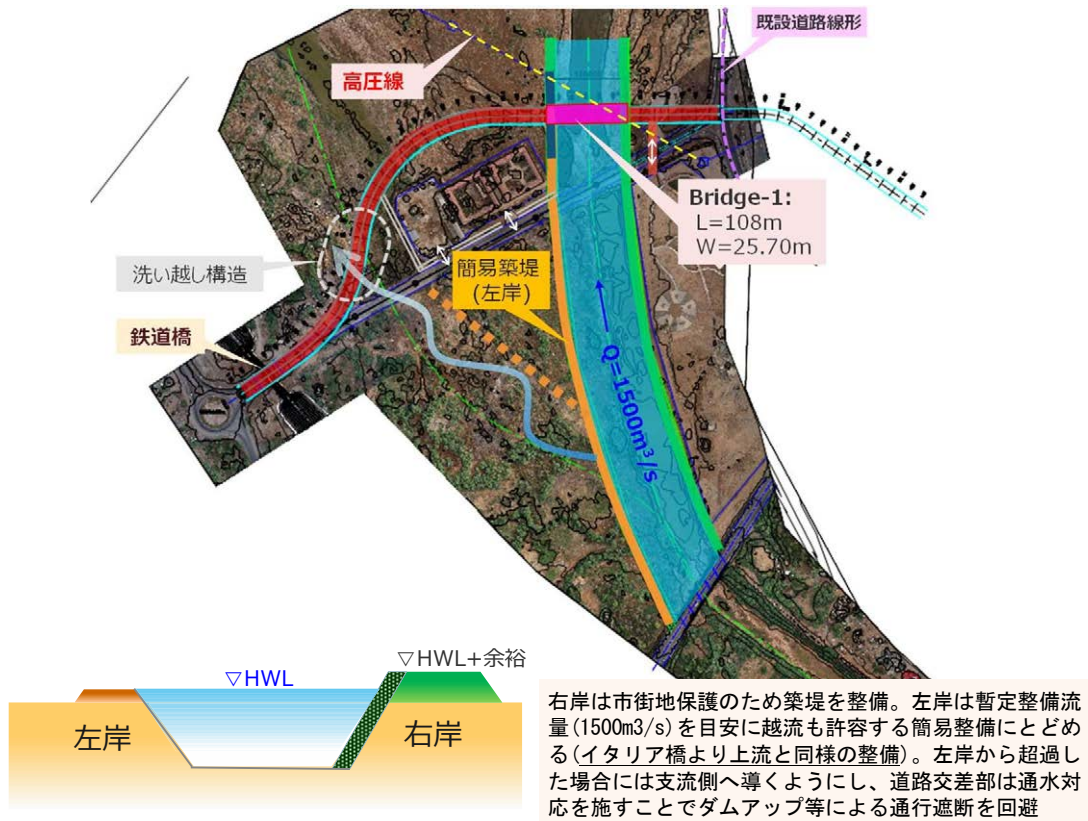 既設道路線形
高圧線
Bridge-1:
L=108m
W=25.70m
洗い越し構造
簡易築堤
(左岸)
鉄道橋
Q=1500m³/s
▽HWL+余裕
▽HWL
左岸
右岸
右岸は市街地保護のため築堤を整備。左岸は暫定整備流
量(1500m3/s)を目安に越流も許容する簡易整備にとどめ
る(イタリア橋より上流と同様の整備)。左岸から超過し
た場合には支流側へ導くようにし、道路交差部は通水対
応を施すことでダムアップ等による通行遮断を回避